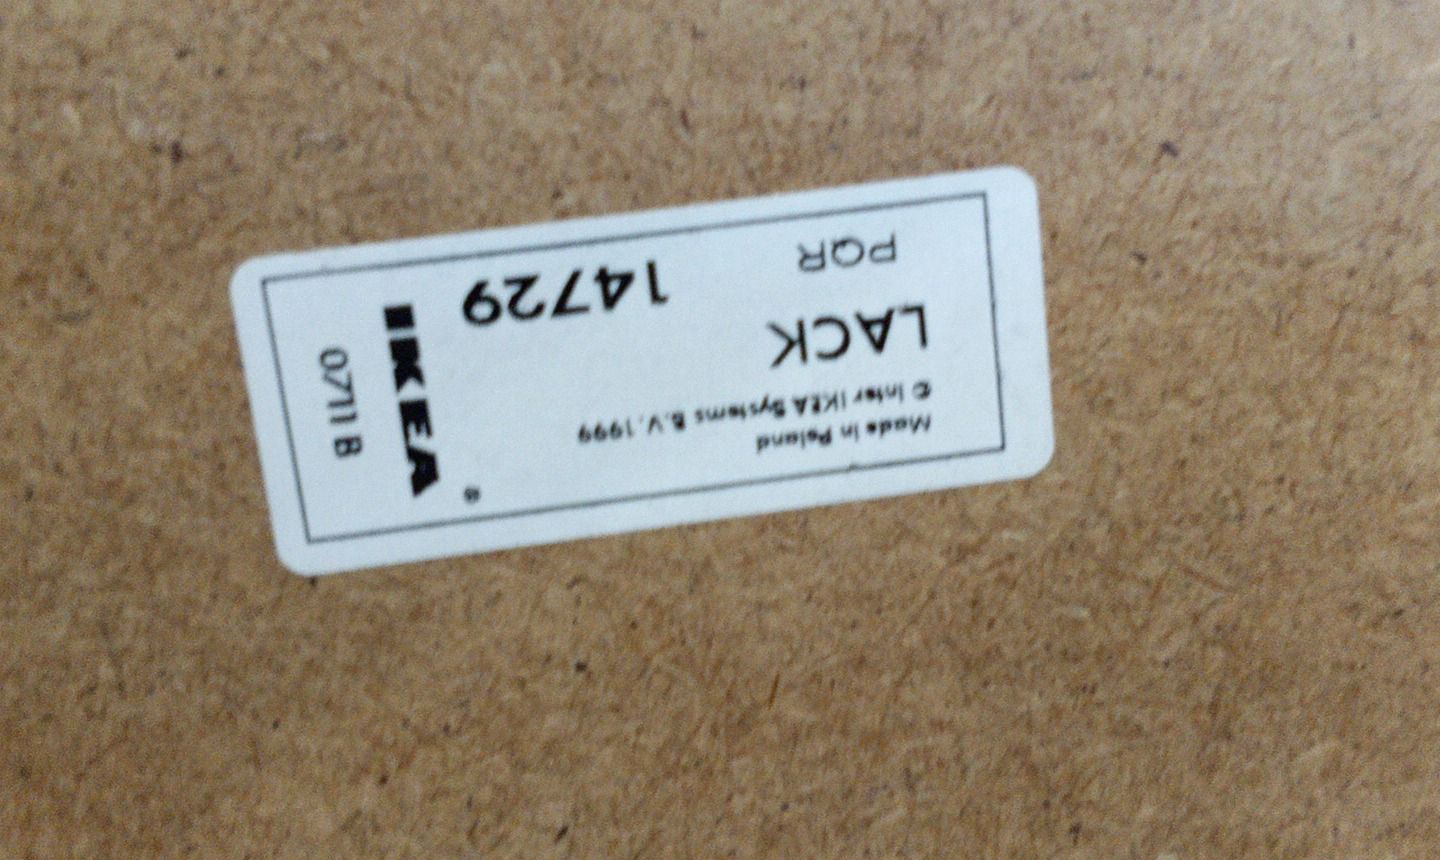 Made in Poland
© Inter IKEA Systems B.V. 1999
LACK
PQR
14729
®
IKEA
0711 B